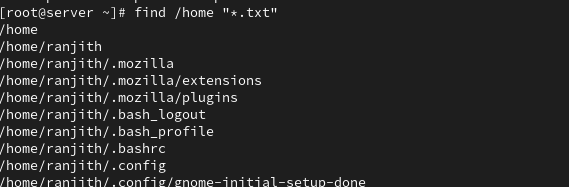 [root@server ~]# find /home "*.txt"
/home
/home/ranjith
/home/ranjith/.mozilla
/home/ranjith/.mozilla/extensions
/home/ranjith/.mozilla/plugins
/home/ranjith/.bash_logout
/home/ranjith/.bash_profile
/home/ranjith/.bashrc
/home/ranjith/.config
/home/ranjith/.config/gnome-initial-setup-done